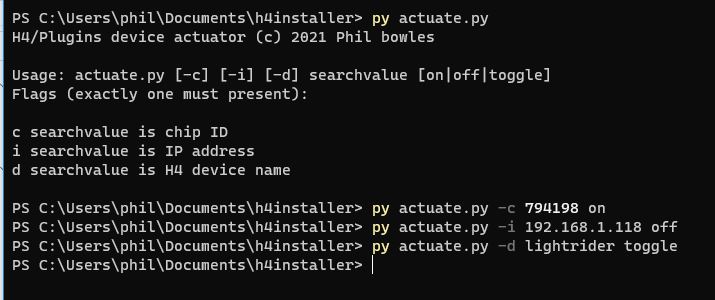 PS C:\Users\phil\Documents\h4installer> py actuate.py
H4/Plugins device actuator (c) 2021 Phil bowles
Usage: actuate.py [-c] [-i] [-d] searchvalue [on|off|toggle]
Flags (exactly one must present):
c searchvalue is chip ID
i searchvalue is IP address
d searchvalue is H4 device name
PS C:\Users\phil\Documents\h4installer> py actuate.py -c 794198 on
PS C:\Users\phil\Documents\h4installer> py actuate.py -i 192.168.1.118 off
PS C:\Users\phil\Documents\h4installer> py actuate.py -d lightrider toggle
PS C:\Users\phil\Documents\h4installer>